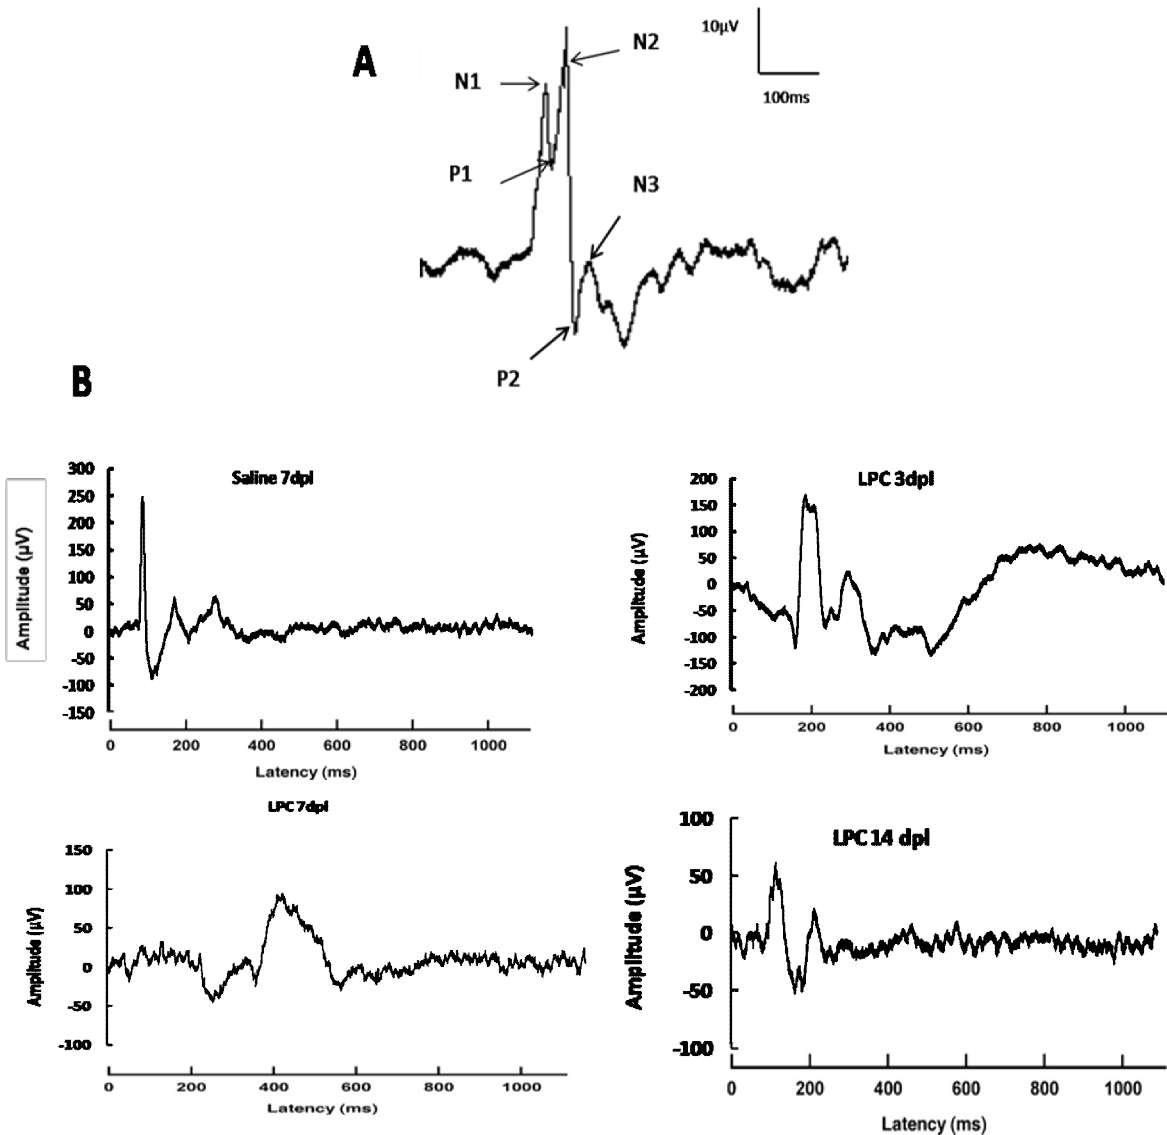 A
N1
N2
P1
N3
P2
10µV
100ms
B
Saline 7dpl
Amplitude (µV)
300
250
200
150
100
50
0
-50
-100
-150
0 200 400 600 800 1000
Latency (ms)
LPC 3dpl
Amplitude (µV)
200
150
100
50
0
-50
-100
-150
-200
0 200 400 600 800 1000
Latency (ms)
LPC 7dpl
Amplitude (µV)
150
100
50
0
-50
-100
0 200 400 600 800 1000
Latency (ms)
LPC 14 dpl
Amplitude (µV)
100
50
0
-50
-100
0 200 400 600 800 1000
Latency (ms)